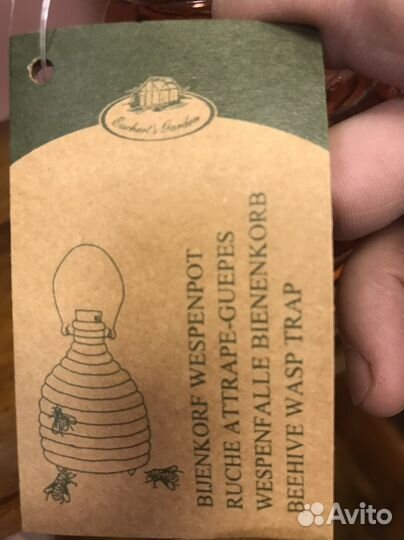 Esschert's Garden
BIJENKORF WESPENPOT
RUCHE ATTRAPE-GUEPES
WESPENFALLE BIENENKORB
BEEHIVE WASP TRAP
Avito